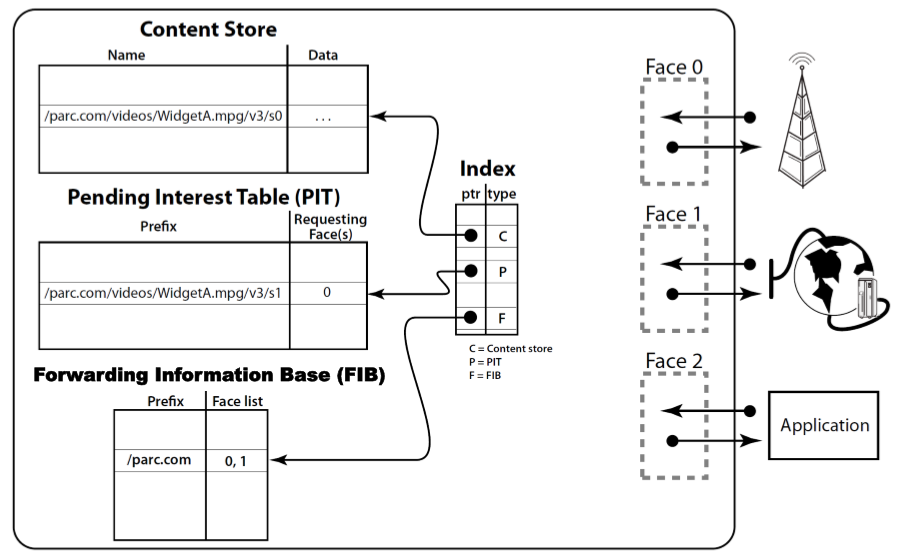 Content Store
Name Data
/parc.com/videos/WidgetA.mpg/v3/s0 ...
Pending Interest Table (PIT)
Prefix Requesting Face(s)
/parc.com/videos/WidgetA.mpg/v3/s1 0
Forwarding Information Base (FIB)
Prefix Face list
/parc.com 0, 1
Index
ptr type
C
P
F
C = Content store
P = PIT
F = FIB
Face 0
Face 1
Face 2
Application